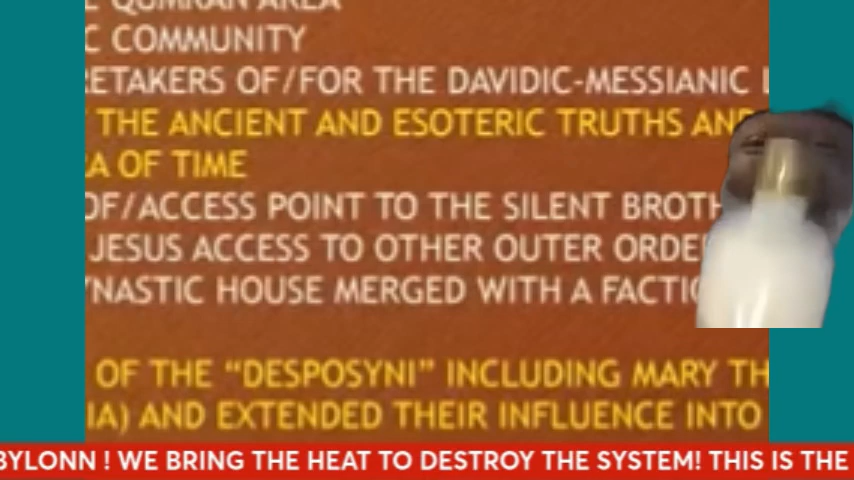 E QUMRAN AREA
C COMMUNITY
RETAKERS OF/FOR THE DAVIDIC-MESSIANIC L
THE ANCIENT AND ESOTERIC TRUTHS AND
RA OF TIME
OF/ACCESS POINT TO THE SILENT BROTH
JESUS ACCESS TO OTHER OUTER ORDE
YNASTIC HOUSE MERGED WITH A FACTIO
OF THE “DESPOSYNI” INCLUDING MARY TH
IA) AND EXTENDED THEIR INFLUENCE INTO
BYLONN ! WE BRING THE HEAT TO DESTROY THE SYSTEM! THIS IS THE